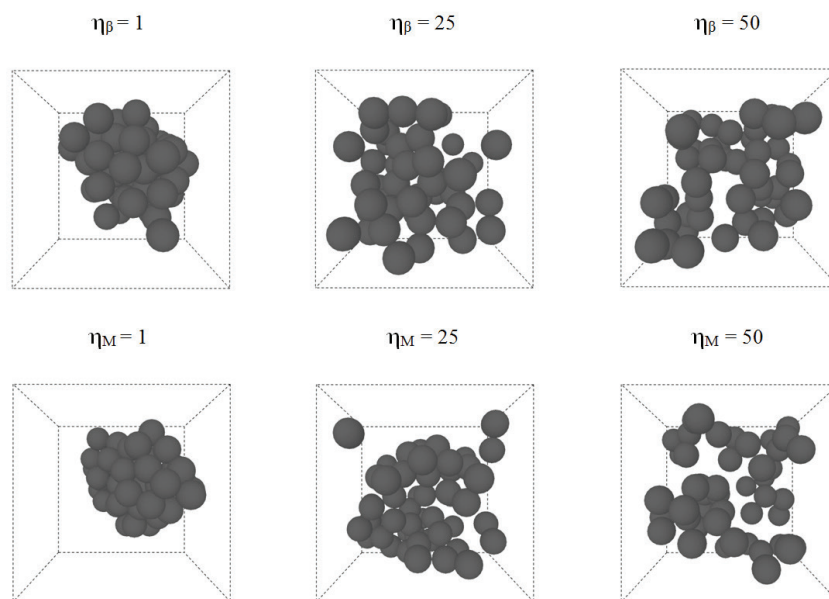 ηβ = 1 ηβ = 25 ηβ = 50
ηM = 1 ηM = 25 ηM = 50